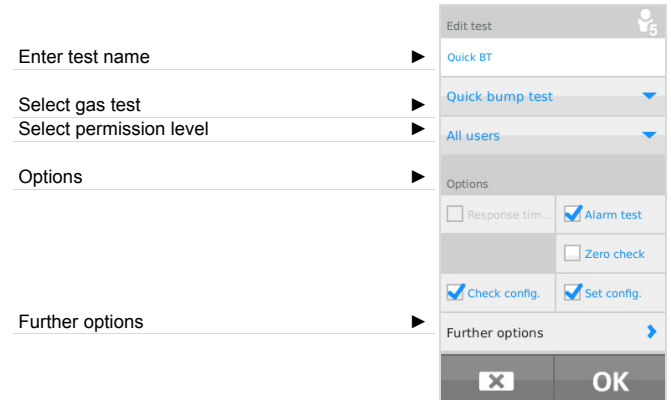 Edit test
5
Enter test name ►
Quick BT
Select gas test ►
Quick bump test
Select permission level ►
All users
Options ►
Options
Response tim...
Alarm test
Zero check
Check config.
Set config.
Further options ►
Further options
OK